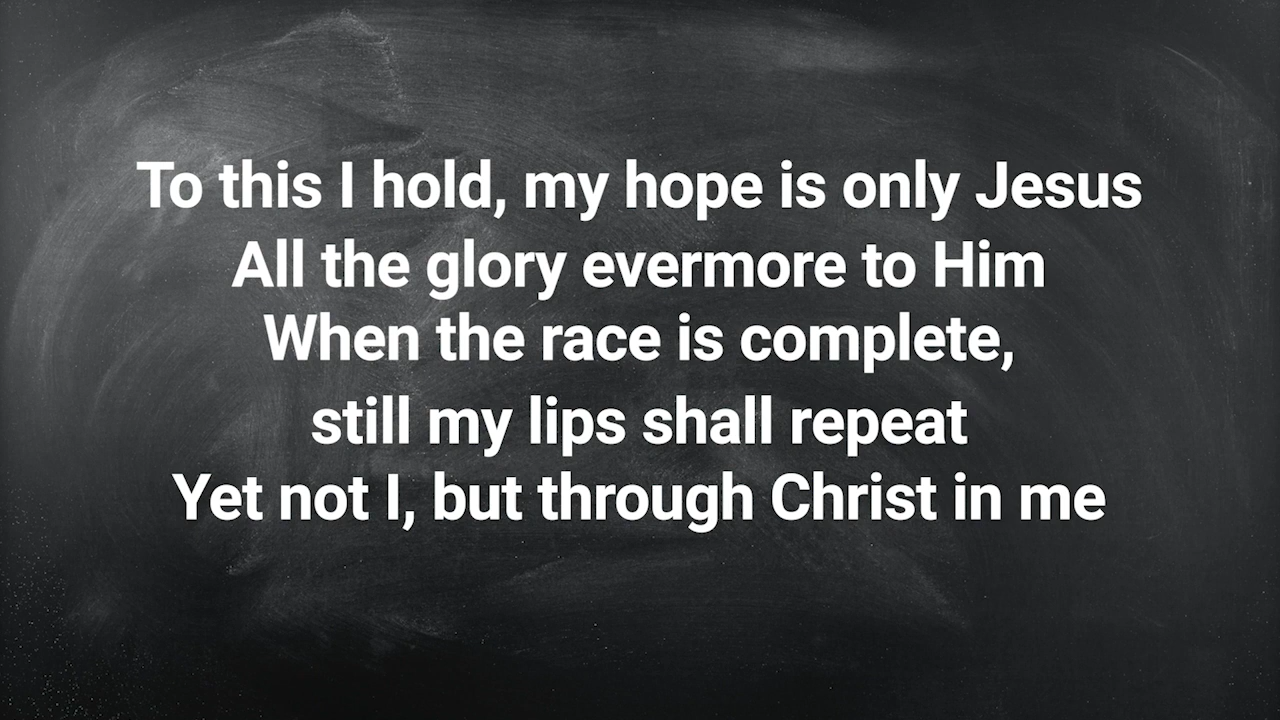 To this I hold, my hope is only Jesus
All the glory evermore to Him
When the race is complete,
still my lips shall repeat
Yet not I, but through Christ in me